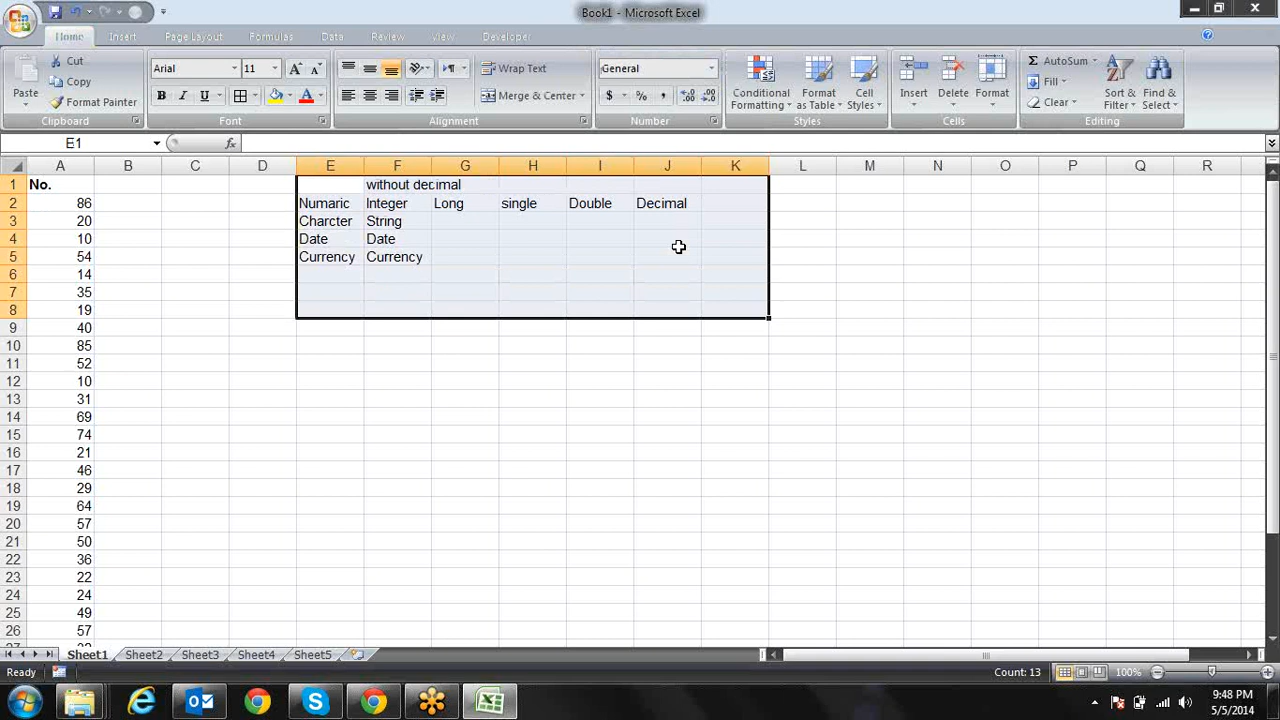 Book1 - Microsoft Excel
Home Insert Page Layout Formulas Data Review View Developer
Paste
Cut
Copy
Format Painter
Clipboard
Arial 11
B I U
Font
Wrap Text
Merge & Center
Alignment
General
$ % ,
Number
Conditional Formatting
Format as Table
Cell Styles
Styles
Insert Delete Format
Cells
AutoSum
Fill
Clear
Sort & Filter
Find & Select
Editing
E1 fx
A B C D E F G H I J K L M N O P Q R
1 No. without decimal
2 86 Numaric Integer Long single Double Decimal
3 20 Charcter String
4 10 Date Date
5 54 Currency Currency
6 14
7 35
8 19
9 40
10 85
11 52
12 10
13 31
14 69
15 74
16 21
17 46
18 29
19 64
20 57
21 50
22 36
23 22
24 24
25 49
26 57
Sheet1 Sheet2 Sheet3 Sheet4 Sheet5
Ready Count: 13 100%
9:48 PM
5/5/2014